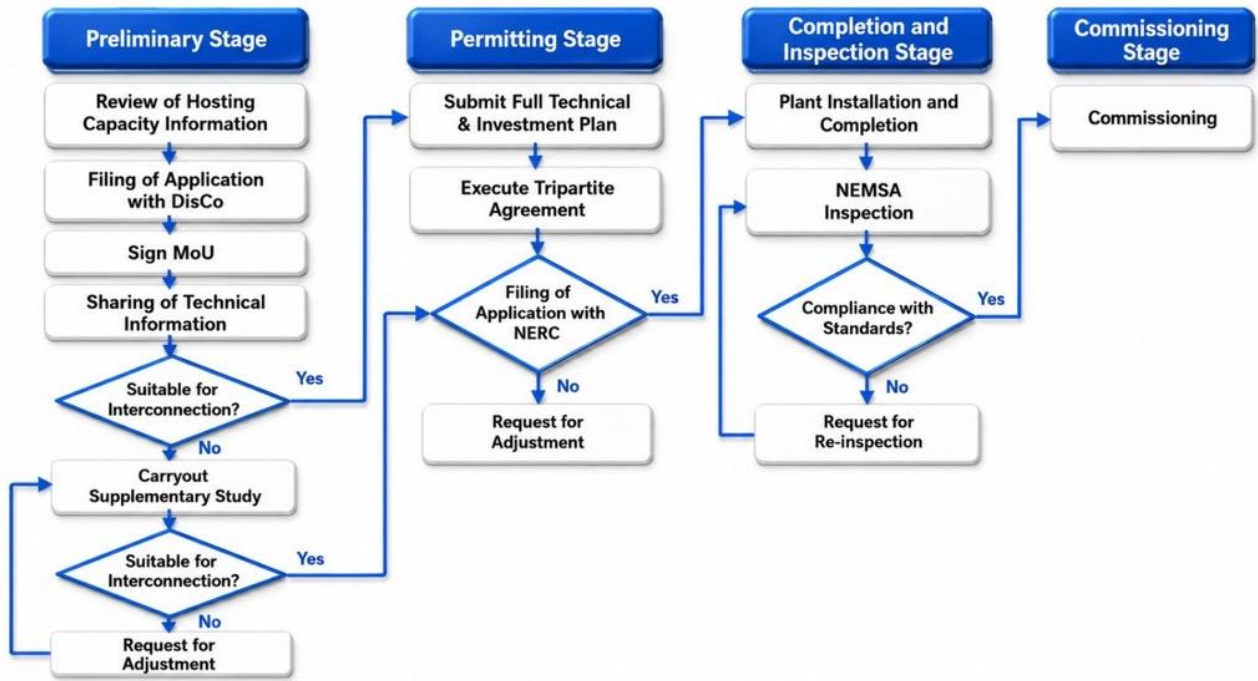 Preliminary Stage
Review of Hosting
Capacity Information
Filing of Application
with DisCo
Sign MoU
Sharing of Technical
Information
Suitable for
Interconnection?
Yes
No
Carryout
Supplementary Study
Suitable for
Interconnection?
Yes
No
Request for
Adjustment
Permitting Stage
Submit Full Technical
& Investment Plan
Execute Tripartite
Agreement
Filing of
Application with
NERC
Yes
No
Request for
Adjustment
Completion and
Inspection Stage
Plant Installation and
Completion
NEMSA
Inspection
Compliance with
Standards?
Yes
No
Request for
Re-inspection
Commissioning
Stage
Commissioning